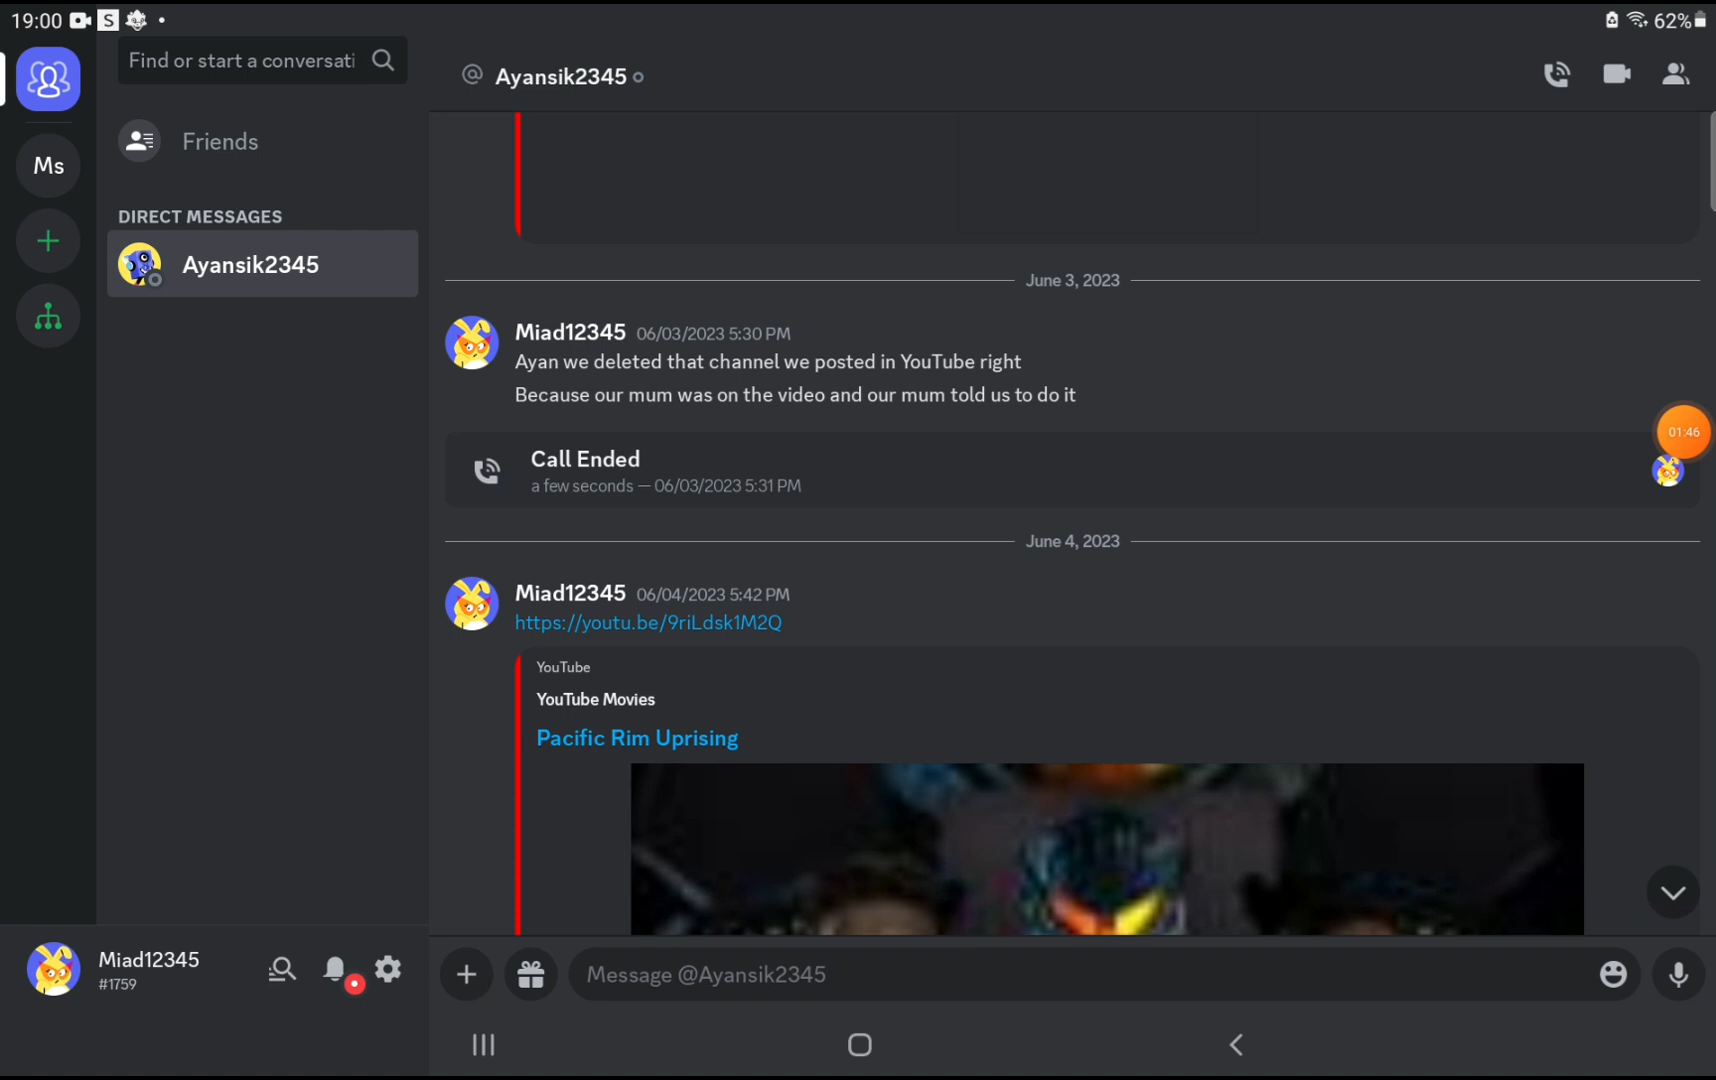 19:00
S
62%
Find or start a conversati
Ms
Friends
DIRECT MESSAGES
Ayansik2345
Miad12345
#1759
@ Ayansik2345
June 3, 2023
Miad12345 06/03/2023 5:30 PM
Ayan we deleted that channel we posted in YouTube right
Because our mum was on the video and our mum told us to do it
Call Ended
a few seconds — 06/03/2023 5:31 PM
01:46
June 4, 2023
Miad12345 06/04/2023 5:42 PM
https://youtu.be/9riLdsk1M2Q
YouTube
YouTube Movies
Pacific Rim Uprising
Message @Ayansik2345